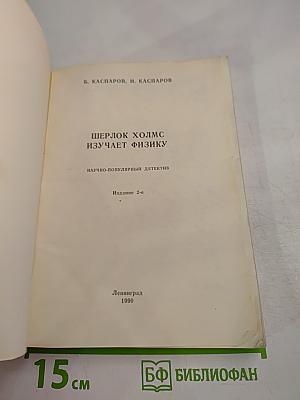 Б. КАСПАРОВ, Н. КАСПАРОВ
ШЕРЛОК ХОЛМС
ИЗУЧАЕТ ФИЗИКУ
НАУЧНО-ПОПУЛЯРНЫЙ ДЕТЕКТИВ
Издание 2-е
Ленинград
1990
15 см
БФ БИБЛИОФАН